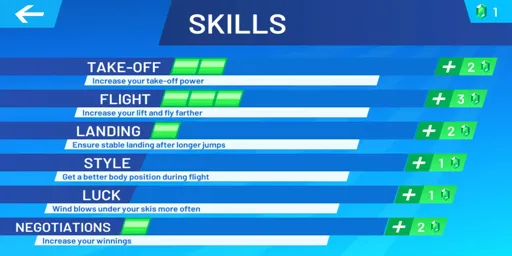 SKILLS
1
TAKE-OFF
+ 2
Increase your take-off power
FLIGHT
+ 3
Increase your lift and fly farther
LANDING
+ 2
Ensure stable landing after longer jumps
STYLE
+ 1
Get a better body position during flight
LUCK
+ 1
Wind blows under your skis more often
NEGOTIATIONS
+ 2
Increase your winnings